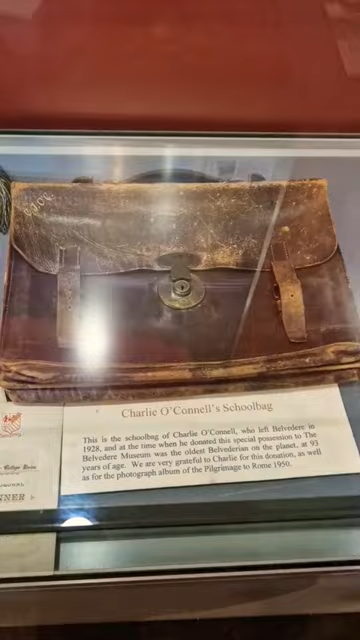 C.J.O'C.
Charlie O'Connell's Schoolbag
This is the schoolbag of Charlie O'Connell, who left Belvedere in
1928, and at the time when he donated this special possession to The
Belvedere Museum was the oldest Belvederian on the planet, at 93
years of age. We are very grateful to Charlie for this donation, as well
as for the photograph album of the Pilgrimage to Rome 1950.
College Union
NNER